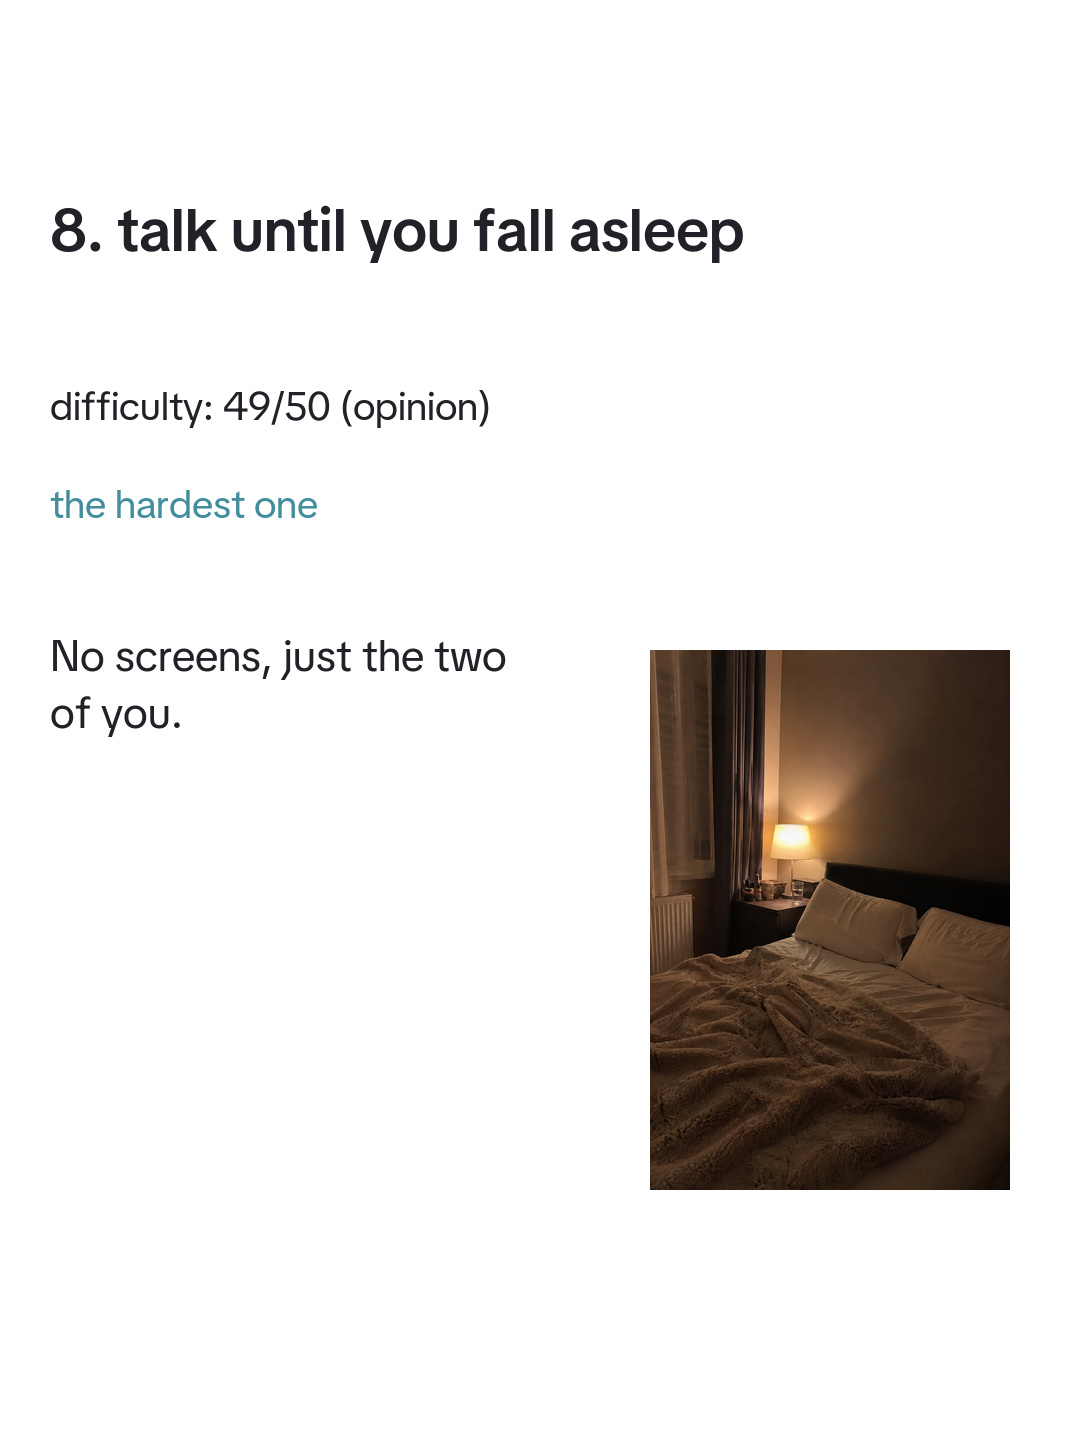 8. talk until you fall asleep
difficulty: 49/50 (opinion)
the hardest one
No screens, just the two
of you.